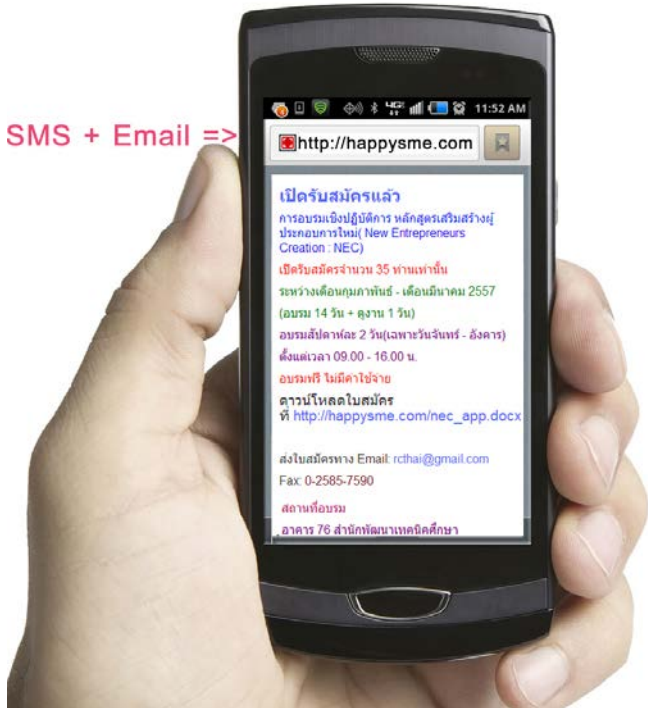 SMS + Email =>
4G
11:52 AM
http://happysme.com
เปิดรับสมัครแล้ว
การอบรมเชิงปฏิบัติการ หลักสูตรเสริมสร้างผู้
ประกอบการใหม่( New Entrepreneurs
Creation : NEC)
เปิดรับสมัครจำนวน 35 ท่านเท่านั้น
ระหว่างเดือนกุมภาพันธ์ - เดือนมีนาคม 2557
(อบรม 14 วัน + ดูงาน 1 วัน)
อบรมสัปดาห์ละ 2 วัน(เฉพาะวันจันทร์ - อังคาร)
ตั้งแต่เวลา 09.00 - 16.00 น.
อบรมฟรี ไม่มีค่าใช้จ่าย
ดาวน์โหลดใบสมัคร
ที่ http://happysme.com/nec_app.docx
ส่งใบสมัครทาง Email: rcthai@gmail.com
Fax: 0-2585-7590
สถานที่อบรม
อาคาร 76 สำนักพัฒนาเทคนิคศึกษา